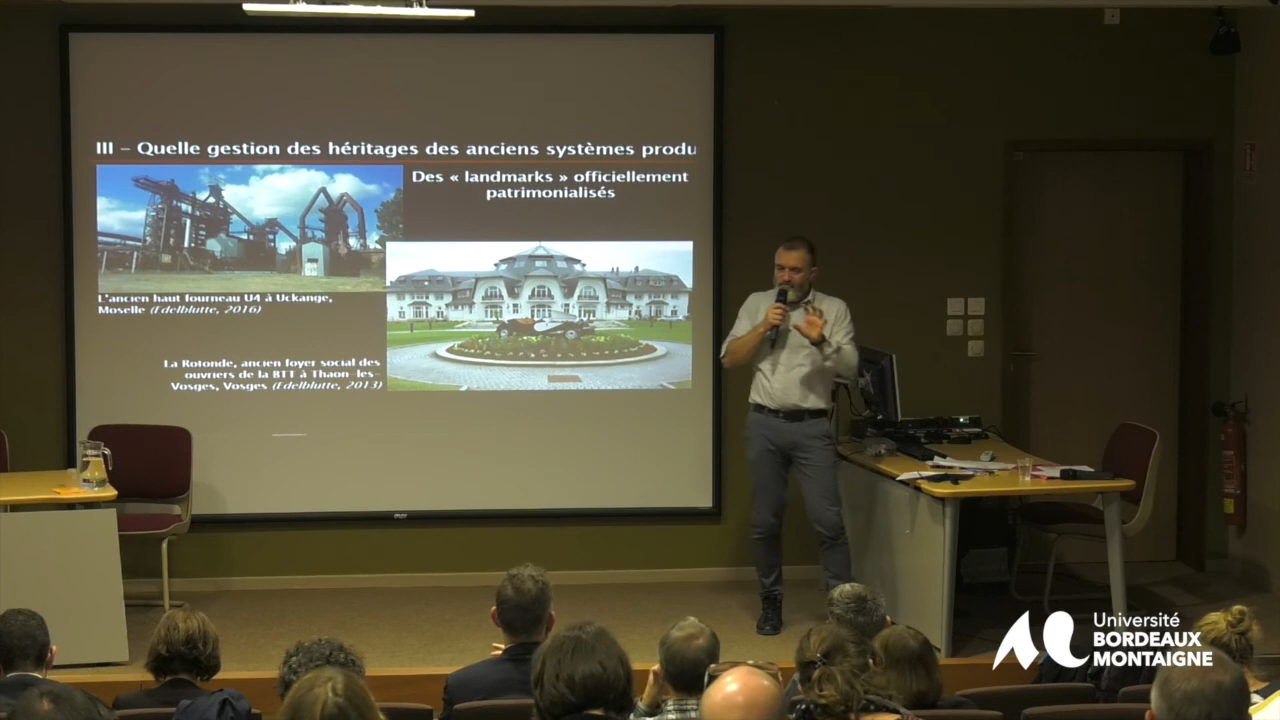 III – Quelle gestion des héritages des anciens systèmes produ
Des « landmarks » officiellement
patrimonialisés
L'ancien haut fourneau U4 à Uckange,
Moselle (Edelblutte, 2016)
La Rotonde, ancien foyer social des
ouvriers de la BTT à Thaon-les-
Vosges, Vosges (Edelblutte, 2013)
Université
BORDEAUX
MONTAIGNE